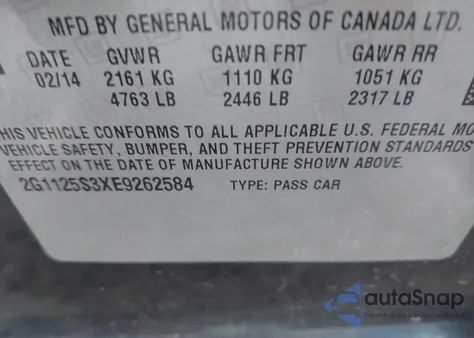 MFD BY GENERAL MOTORS OF CANADA LTD.
DATE GVWR GAWR FRT GAWR RR
02/14 2161 KG 1110 KG 1051 KG
4763 LB 2446 LB 2317 LB
HIS VEHICLE CONFORMS TO ALL APPLICABLE U.S. FEDERAL MO
VEHICLE SAFETY, BUMPER, AND THEFT PREVENTION STANDARDS
EFFECT ON THE DATE OF MANUFACTURE SHOWN ABOVE.
2G1125S3XE9262584 TYPE: PASS CAR
autoSnap